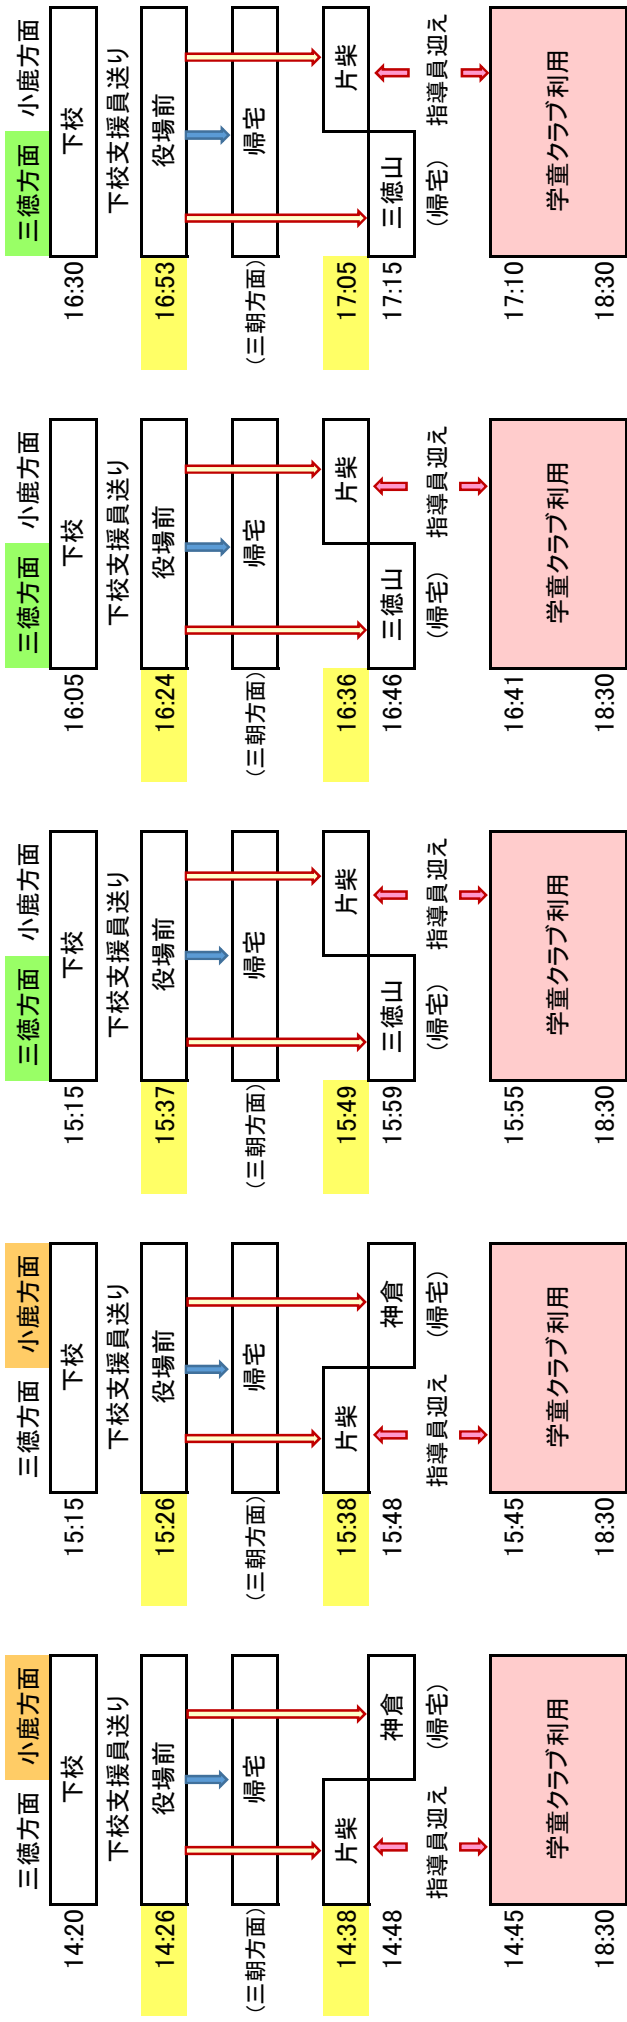 三徳方面 小鹿方面
14:20 下校
下校支援員送り
14:26 役場前
(三朝方面) 帰宅
14:38 片柴
14:48 神倉
指導員迎え (帰宅)
14:45
学童クラブ利用
18:30
三徳方面 小鹿方面
15:15 下校
下校支援員送り
15:26 役場前
(三朝方面) 帰宅
15:38 片柴
15:48 神倉
指導員迎え (帰宅)
15:45
学童クラブ利用
18:30
三徳方面 小鹿方面
15:15 下校
下校支援員送り
15:37 役場前
(三朝方面) 帰宅
15:49 片柴
15:59 三徳山
(帰宅) 指導員迎え
15:55
学童クラブ利用
18:30
三徳方面 小鹿方面
16:05 下校
下校支援員送り
16:24 役場前
(三朝方面) 帰宅
16:36 片柴
16:46 三徳山
(帰宅) 指導員迎え
16:41
学童クラブ利用
18:30
三徳方面 小鹿方面
16:30 下校
下校支援員送り
16:53 役場前
(三朝方面) 帰宅
17:05 片柴
17:15 三徳山
(帰宅) 指導員迎え
17:10
学童クラブ利用
18:30